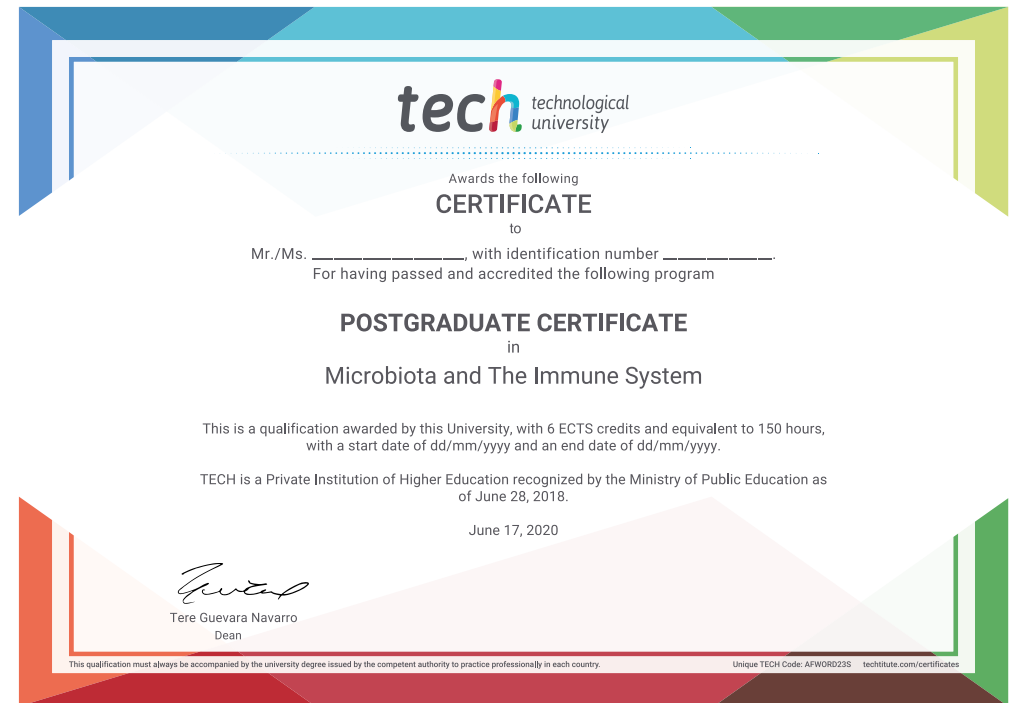 tech technological
university
Awards the following
CERTIFICATE
to
Mr./Ms. ____________________, with identification number ______________.
For having passed and accredited the following program
POSTGRADUATE CERTIFICATE
in
Microbiota and The Immune System
This is a qualification awarded by this University, with 6 ECTS credits and equivalent to 150 hours,
with a start date of dd/mm/yyyy and an end date of dd/mm/yyyy.
TECH is a Private Institution of Higher Education recognized by the Ministry of Public Education as
of June 28, 2018.
June 17, 2020
Tere Guevara Navarro
Dean
This qualification must always be accompanied by the university degree issued by the competent authority to practice professionally in each country.
Unique TECH Code: AFWORD23S techtitute.com/certificates